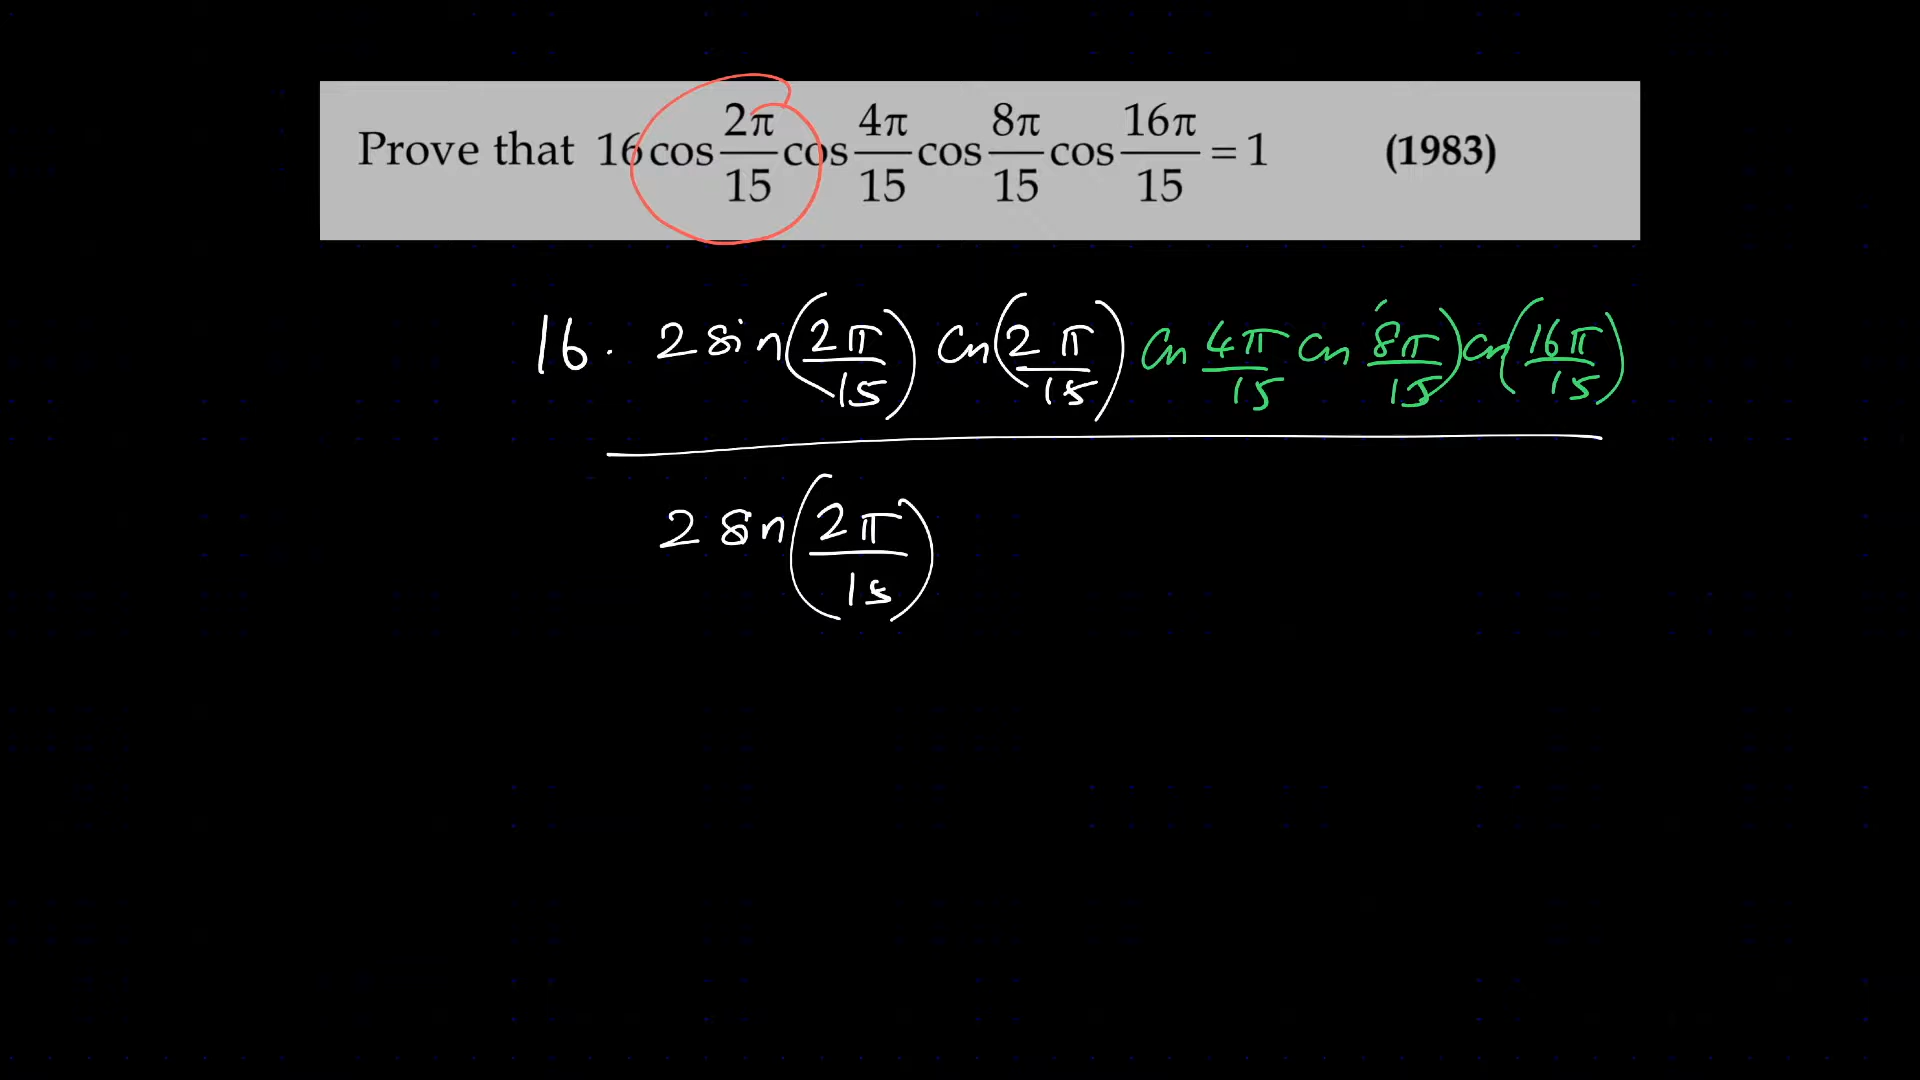 Prove that 16 cos 2π/15 cos 4π/15 cos 8π/15 cos 16π/15 = 1 (1983)
16 · 2 sin(2π/15) cos(2π/15) cos 4π/15 cos 8π/15) cos(16π/15)
2 sin(2π/15)